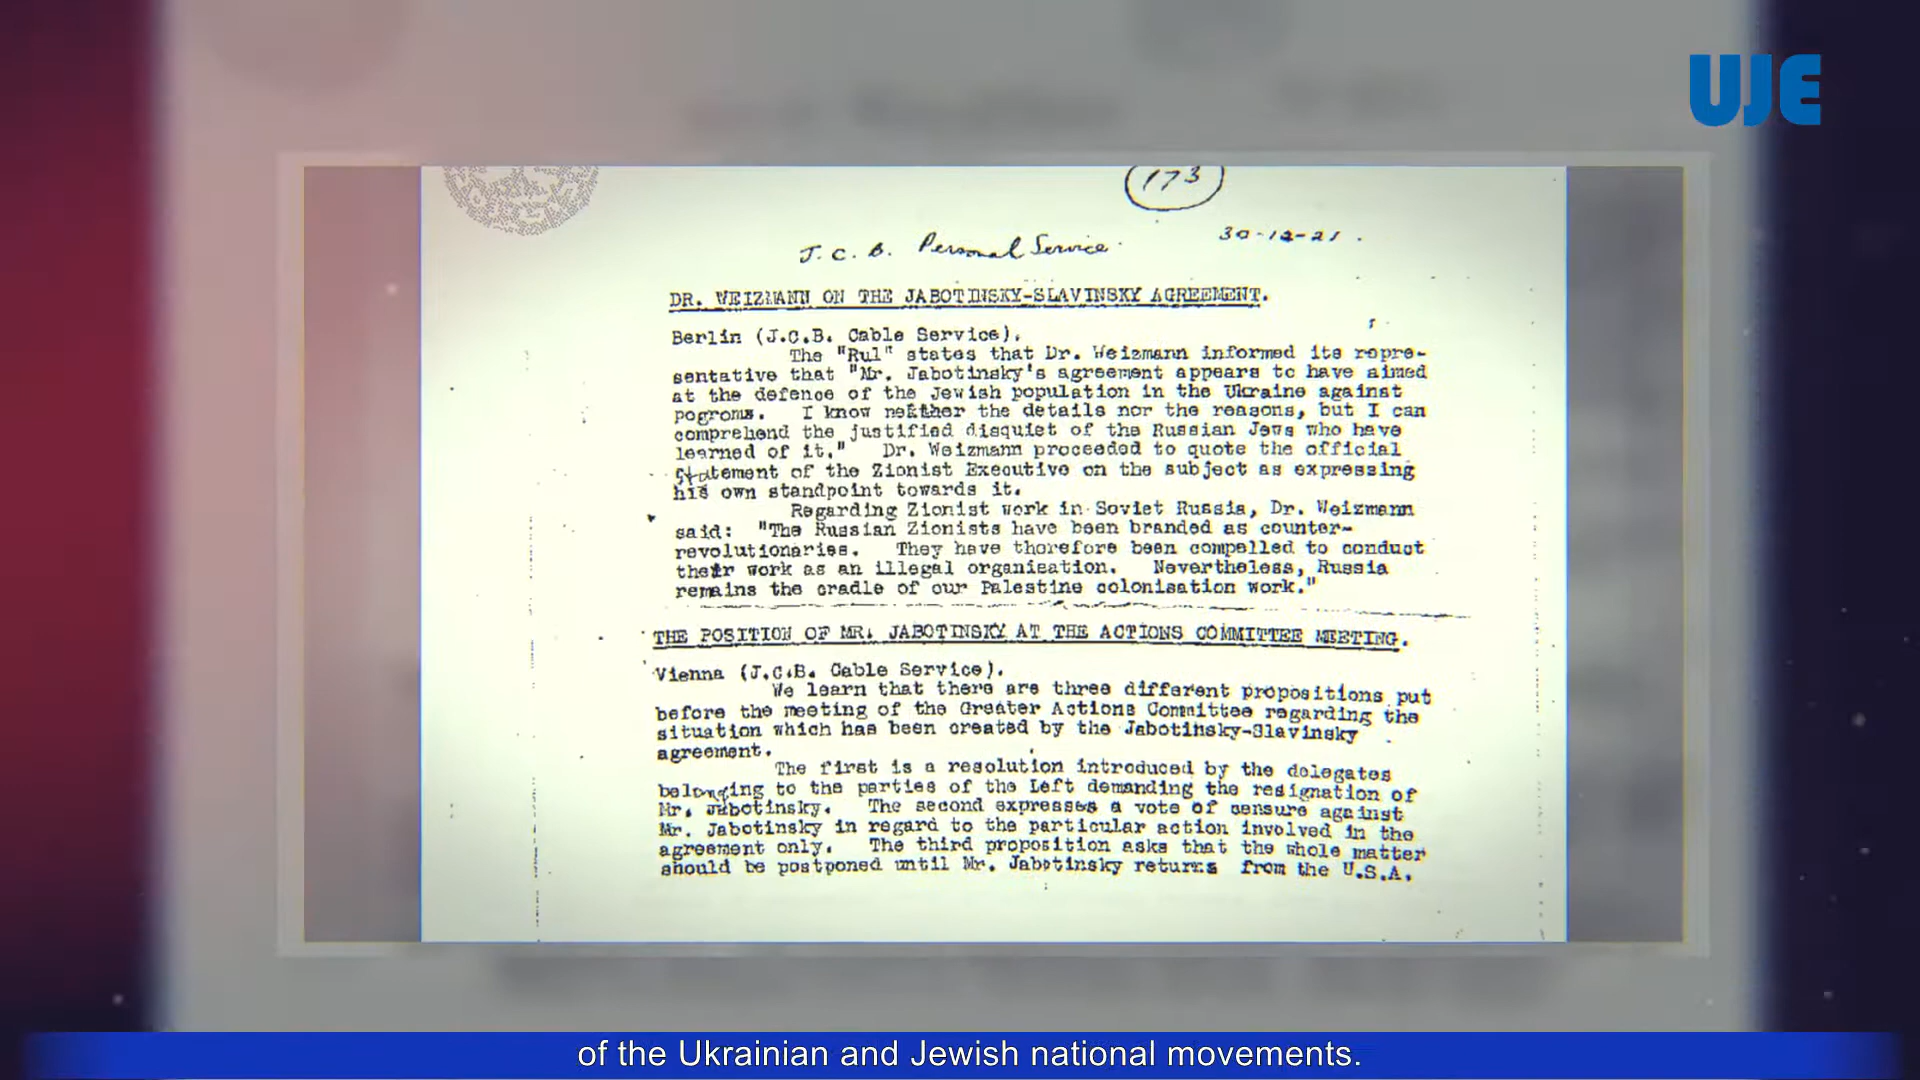 UJE
173
J.C.B. Personal Service.
30-12-21.
DR. WEIZMANN ON THE JABOTINSKY-SLAVINSKY AGREEMENT.
Berlin (J.C.B. Cable Service).
The "Rul" states that Dr. Weizmann informed its repre-
sentative that "Mr. Jabotinsky's agreement appears to have aimed
at the defence of the Jewish population in the Ukraine against
pogroms. I know neither the details nor the reasons, but I can
comprehend the justified disquiet of the Russian Jews who have
learned of it." Dr. Weizmann proceeded to quote the official
statement of the Zionist Executive on the subject as expressing
his own standpoint towards it.
Regarding Zionist work in Soviet Russia, Dr. Weizmann
said: "The Russian Zionists have been branded as counter-
revolutionaries. They have therefore been compelled to conduct
their work as an illegal organisation. Nevertheless, Russia
remains the cradle of our Palestine colonisation work."
THE POSITION OF MR. JABOTINSKY AT THE ACTIONS COMMITTEE MEETING.
Vienna (J.C.B. Cable Service).
We learn that there are three different propositions put
before the meeting of the Greater Actions Committee regarding the
situation which has been created by the Jabotinsky-Slavinsky
agreement.
The first is a resolution introduced by the delegates
belonging to the parties of the Left demanding the resignation of
Mr. Jabotinsky. The second expresses a vote of censure against
Mr. Jabotinsky in regard to the particular action involved in the
agreement only. The third proposition asks that the whole matter
should be postponed until Mr. Jabotinsky returns from the U.S.A.
of the Ukrainian and Jewish national movements.